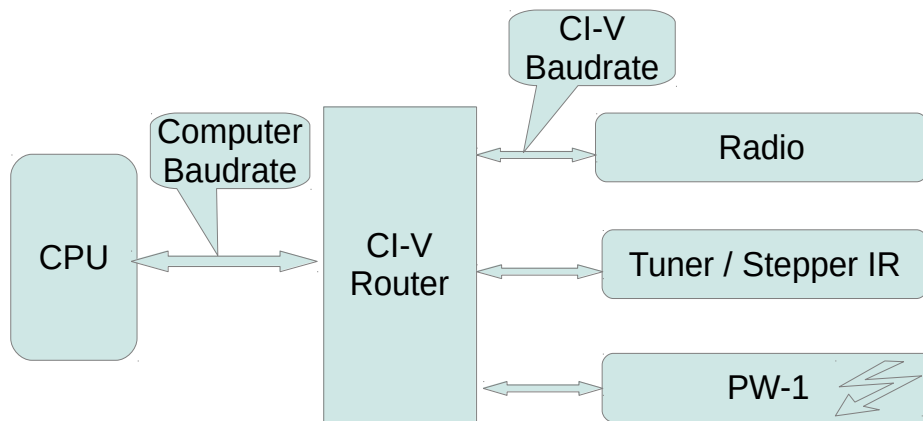 CI-V
Baudrate
Computer
Baudrate
Radio
CPU
CI-V
Router
Tuner / Stepper IR
PW-1